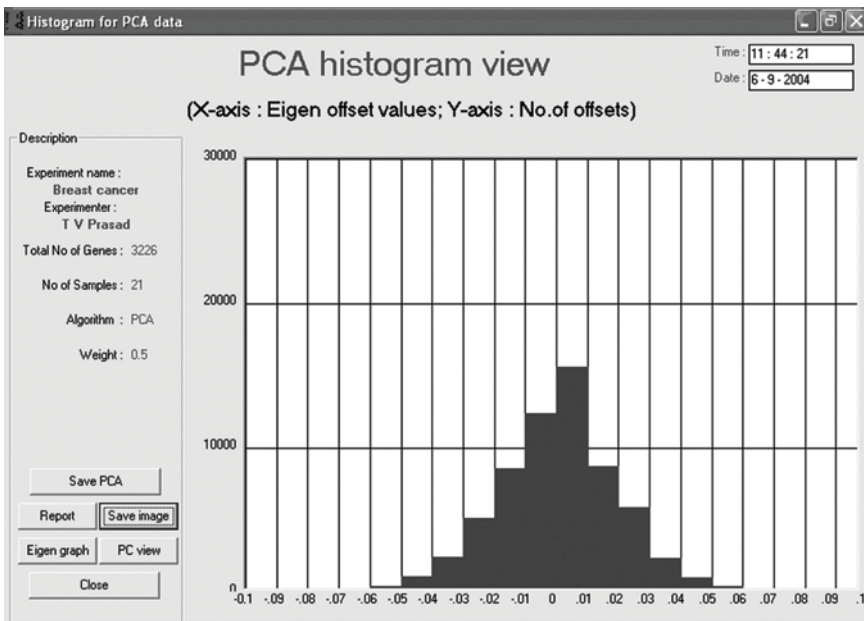 Histogram for PCA data
PCA histogram view
Time : 11 : 44 : 21
Date : 6 - 9 - 2004
(X-axis : Eigen offset values; Y-axis : No.of offsets)
Description
Experiment name :
Breast cancer
Experimenter :
T V Prasad
Total No of Genes : 3226
No of Samples : 21
Algorithm : PCA
Weight : 0.5
Save PCA
Report Save image
Eigen graph PC view
Close
30000
20000
10000
0
-0.1 -.09 -.08 -.07 -.06 -.05 -.04 -.03 -.02 -.01 0 .01 .02 .03 .04 .05 .06 .07 .08 .09 .1